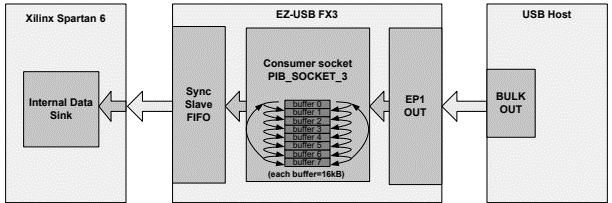 Xilinx Spartan 6
EZ-USB FX3
USB Host
Internal Data
Sink
Sync
Slave
FIFO
Consumer socket
PIB_SOCKET_3
buffer 0
buffer 1
buffer 2
buffer 3
buffer 4
buffer 5
buffer 6
buffer 7
(each buffer=16kB)
EP1
OUT
BULK
OUT